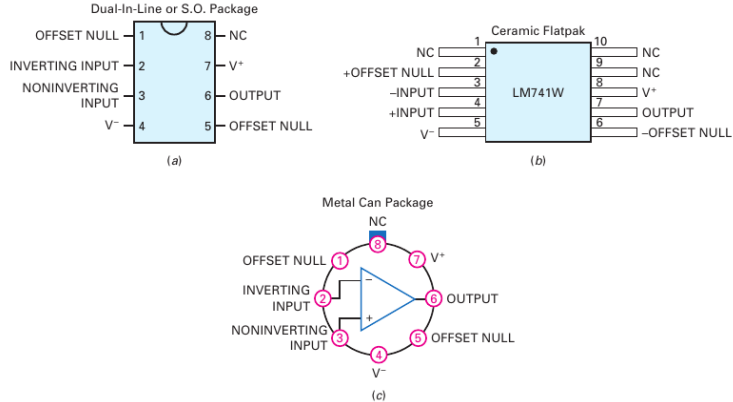 Dual-In-Line or S.O. Package
OFFSET NULL 1 8 NC
INVERTING INPUT 2 7 V+
NONINVERTING
INPUT 3 6 OUTPUT
V– 4 5 OFFSET NULL
(a)
Ceramic Flatpak
NC 1 10 NC
+OFFSET NULL 2 9 NC
–INPUT 3 LM741W 8 V+
+INPUT 4 7 OUTPUT
V– 5 6 –OFFSET NULL
(b)
Metal Can Package
NC
8
OFFSET NULL 1 7 V+
INVERTING
INPUT 2 – 6 OUTPUT
NONINVERTING
INPUT 3 + 5 OFFSET NULL
4
V–
(c)